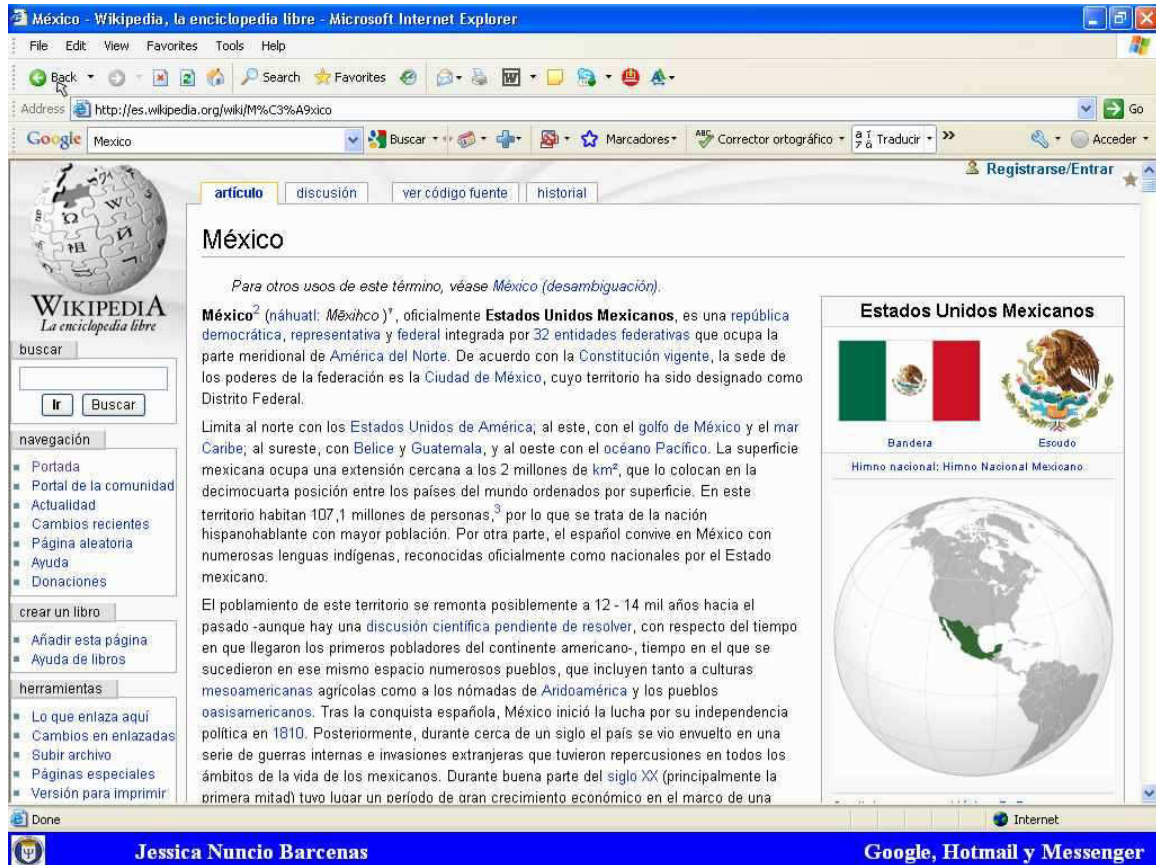 México - Wikipedia, la enciclopedia libre - Microsoft Internet Explorer
File Edit View Favorites Tools Help
Back Search Favorites
Address http://es.wikipedia.org/wiki/M%C3%A9xico Go
Google Mexico Buscar Marcadores Corrector ortográfico Traducir » Acceder
Registrarse/Entrar
artículo discusión ver código fuente historial
WIKIPEDIA
La enciclopedia libre
buscar
Ir Buscar
navegación
Portada
Portal de la comunidad
Actualidad
Cambios recientes
Página aleatoria
Ayuda
Donaciones
crear un libro
Añadir esta página
Ayuda de libros
herramientas
Lo que enlaza aquí
Cambios en enlazadas
Subir archivo
Páginas especiales
Versión para imprimir
México
Para otros usos de este término, véase México (desambiguación).
México² (náhuatl: Mēxihco )ˀ, oficialmente Estados Unidos Mexicanos, es una república
democrática, representativa y federal integrada por 32 entidades federativas que ocupa la
parte meridional de América del Norte. De acuerdo con la Constitución vigente, la sede de
los poderes de la federación es la Ciudad de México, cuyo territorio ha sido designado como
Distrito Federal.
Limita al norte con los Estados Unidos de América; al este, con el golfo de México y el mar
Caribe; al sureste, con Belice y Guatemala, y al oeste con el océano Pacífico. La superficie
mexicana ocupa una extensión cercana a los 2 millones de km², que lo colocan en la
decimocuarta posición entre los países del mundo ordenados por superficie. En este
territorio habitan 107,1 millones de personas,³ por lo que se trata de la nación
hispanohablante con mayor población. Por otra parte, el español convive en México con
numerosas lenguas indígenas, reconocidas oficialmente como nacionales por el Estado
mexicano.
El poblamiento de este territorio se remonta posiblemente a 12 - 14 mil años hacia el
pasado -aunque hay una discusión científica pendiente de resolver, con respecto del tiempo
en que llegaron los primeros pobladores del continente americano-, tiempo en el que se
sucedieron en ese mismo espacio numerosos pueblos, que incluyen tanto a culturas
mesoamericanas agrícolas como a los nómadas de Aridoamérica y los pueblos
oasisamericanos. Tras la conquista española, México inició la lucha por su independencia
política en 1810. Posteriormente, durante cerca de un siglo el país se vio envuelto en una
serie de guerras internas e invasiones extranjeras que tuvieron repercusiones en todos los
ámbitos de la vida de los mexicanos. Durante buena parte del siglo XX (principalmente la
primera mitad) tuvo lugar un período de gran crecimiento económico en el marco de una
Estados Unidos Mexicanos
Bandera Escudo
Himno nacional: Himno Nacional Mexicano
Done Internet
Jessica Nuncio Barcenas Google, Hotmail y Messenger